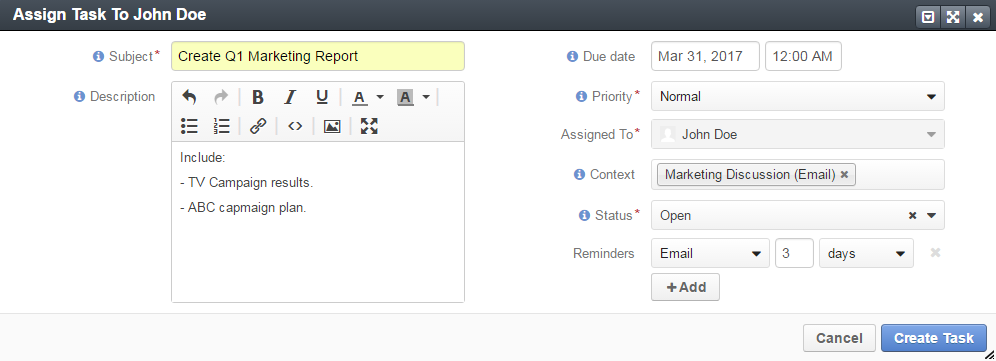 Assign Task To John Doe
Subject*
Create Q1 Marketing Report
Description
B I U A A
Include:
- TV Campaign results.
- ABC capmaign plan.
Due date
Mar 31, 2017 12:00 AM
Priority*
Normal
Assigned To*
John Doe
Context
Marketing Discussion (Email) ×
Status*
Open
Reminders
Email 3 days
+Add
Cancel Create Task